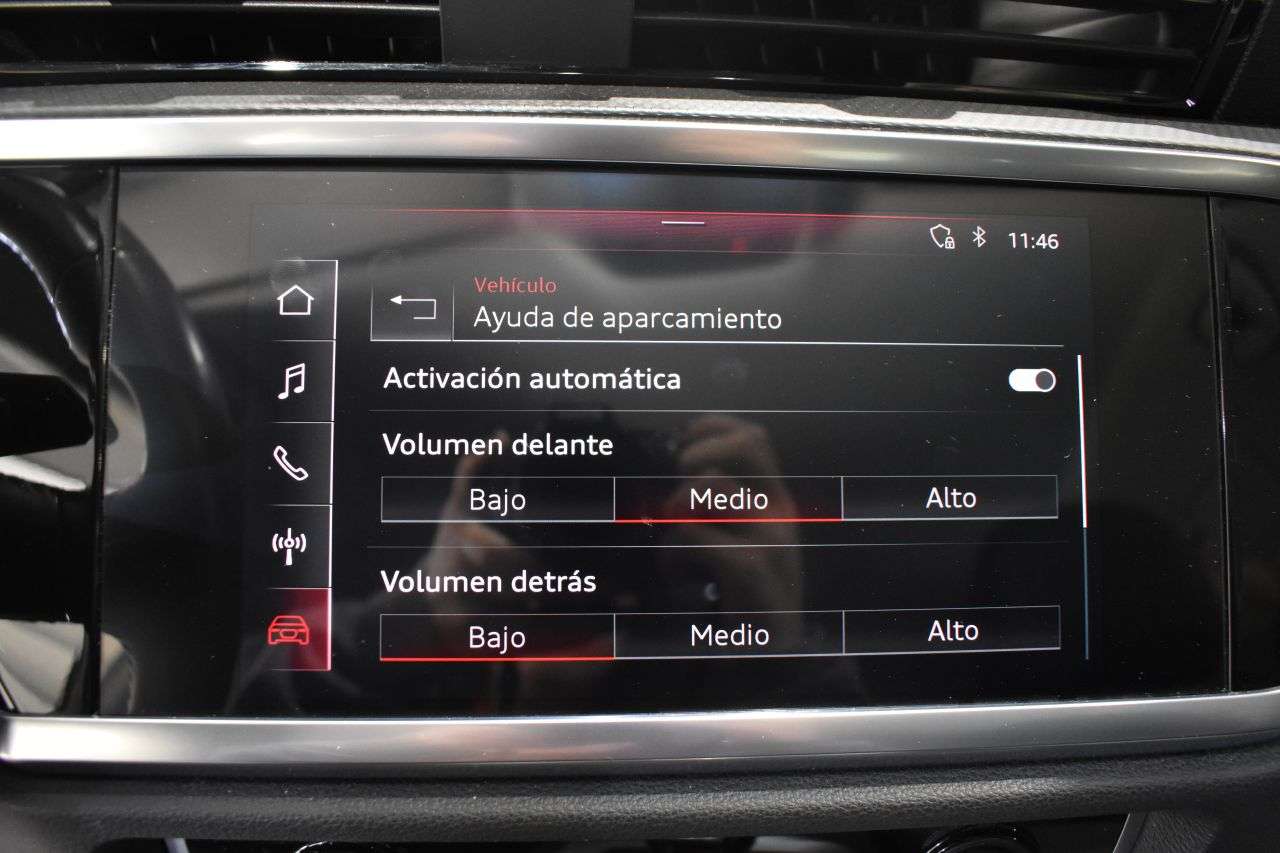 11:46
Vehículo
Ayuda de aparcamiento
Activación automática
Volumen delante
Bajo Medio Alto
Volumen detrás
Bajo Medio Alto